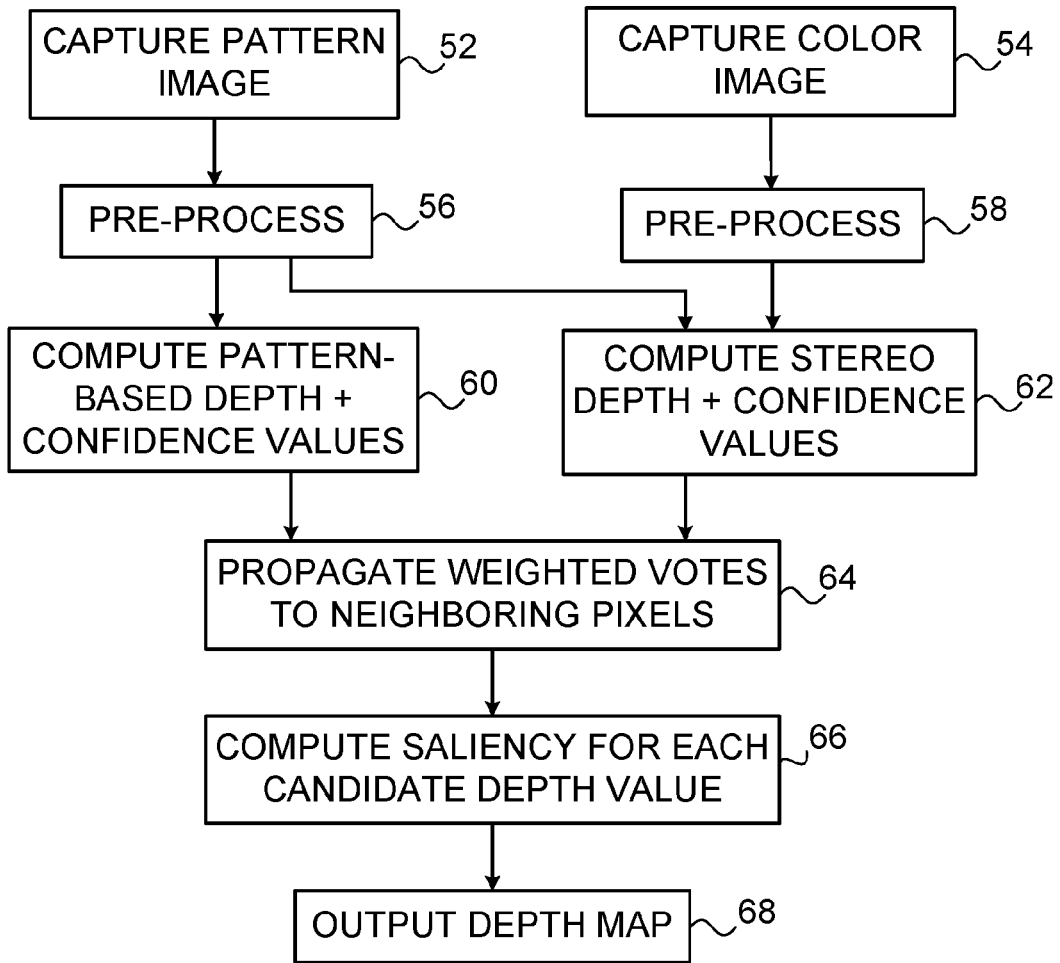 CAPTURE PATTERN
IMAGE
52
CAPTURE COLOR
IMAGE
54
PRE-PROCESS
56
PRE-PROCESS
58
COMPUTE PATTERN-
BASED DEPTH +
CONFIDENCE VALUES
60
COMPUTE STEREO
DEPTH + CONFIDENCE
VALUES
62
PROPAGATE WEIGHTED VOTES
TO NEIGHBORING PIXELS
64
COMPUTE SALIENCY FOR EACH
CANDIDATE DEPTH VALUE
66
OUTPUT DEPTH MAP
68